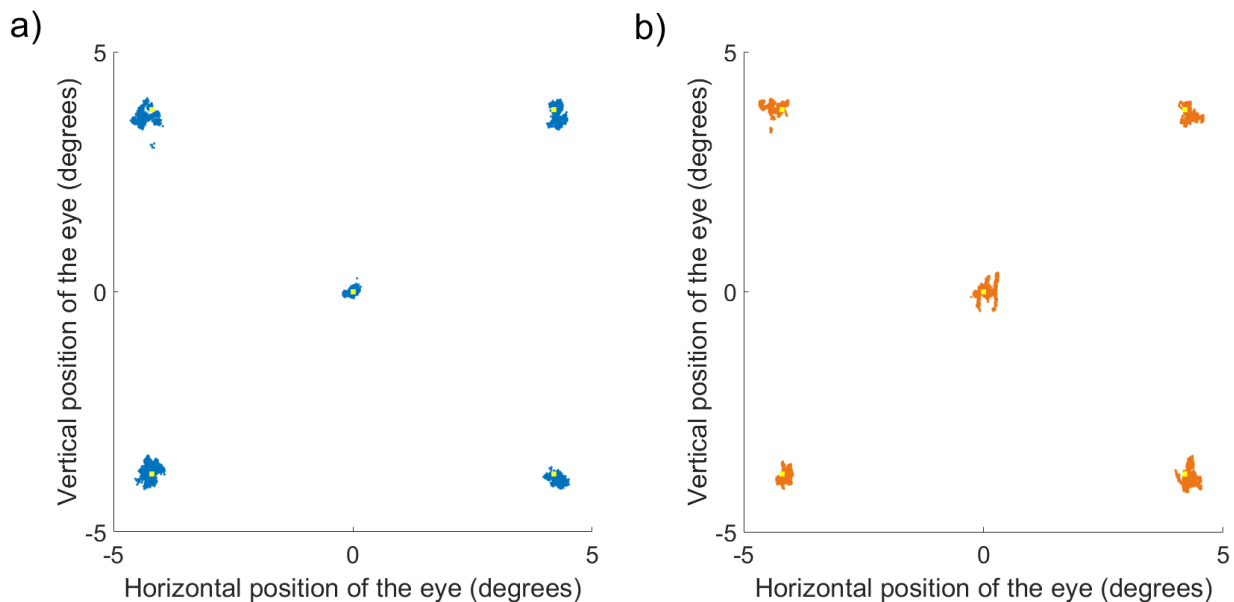 a)
5
0
-5
Vertical position of the eye (degrees)
-5
0
5
Horizontal position of the eye (degrees)
b)
5
0
-5
Vertical position of the eye (degrees)
-5
0
5
Horizontal position of the eye (degrees)